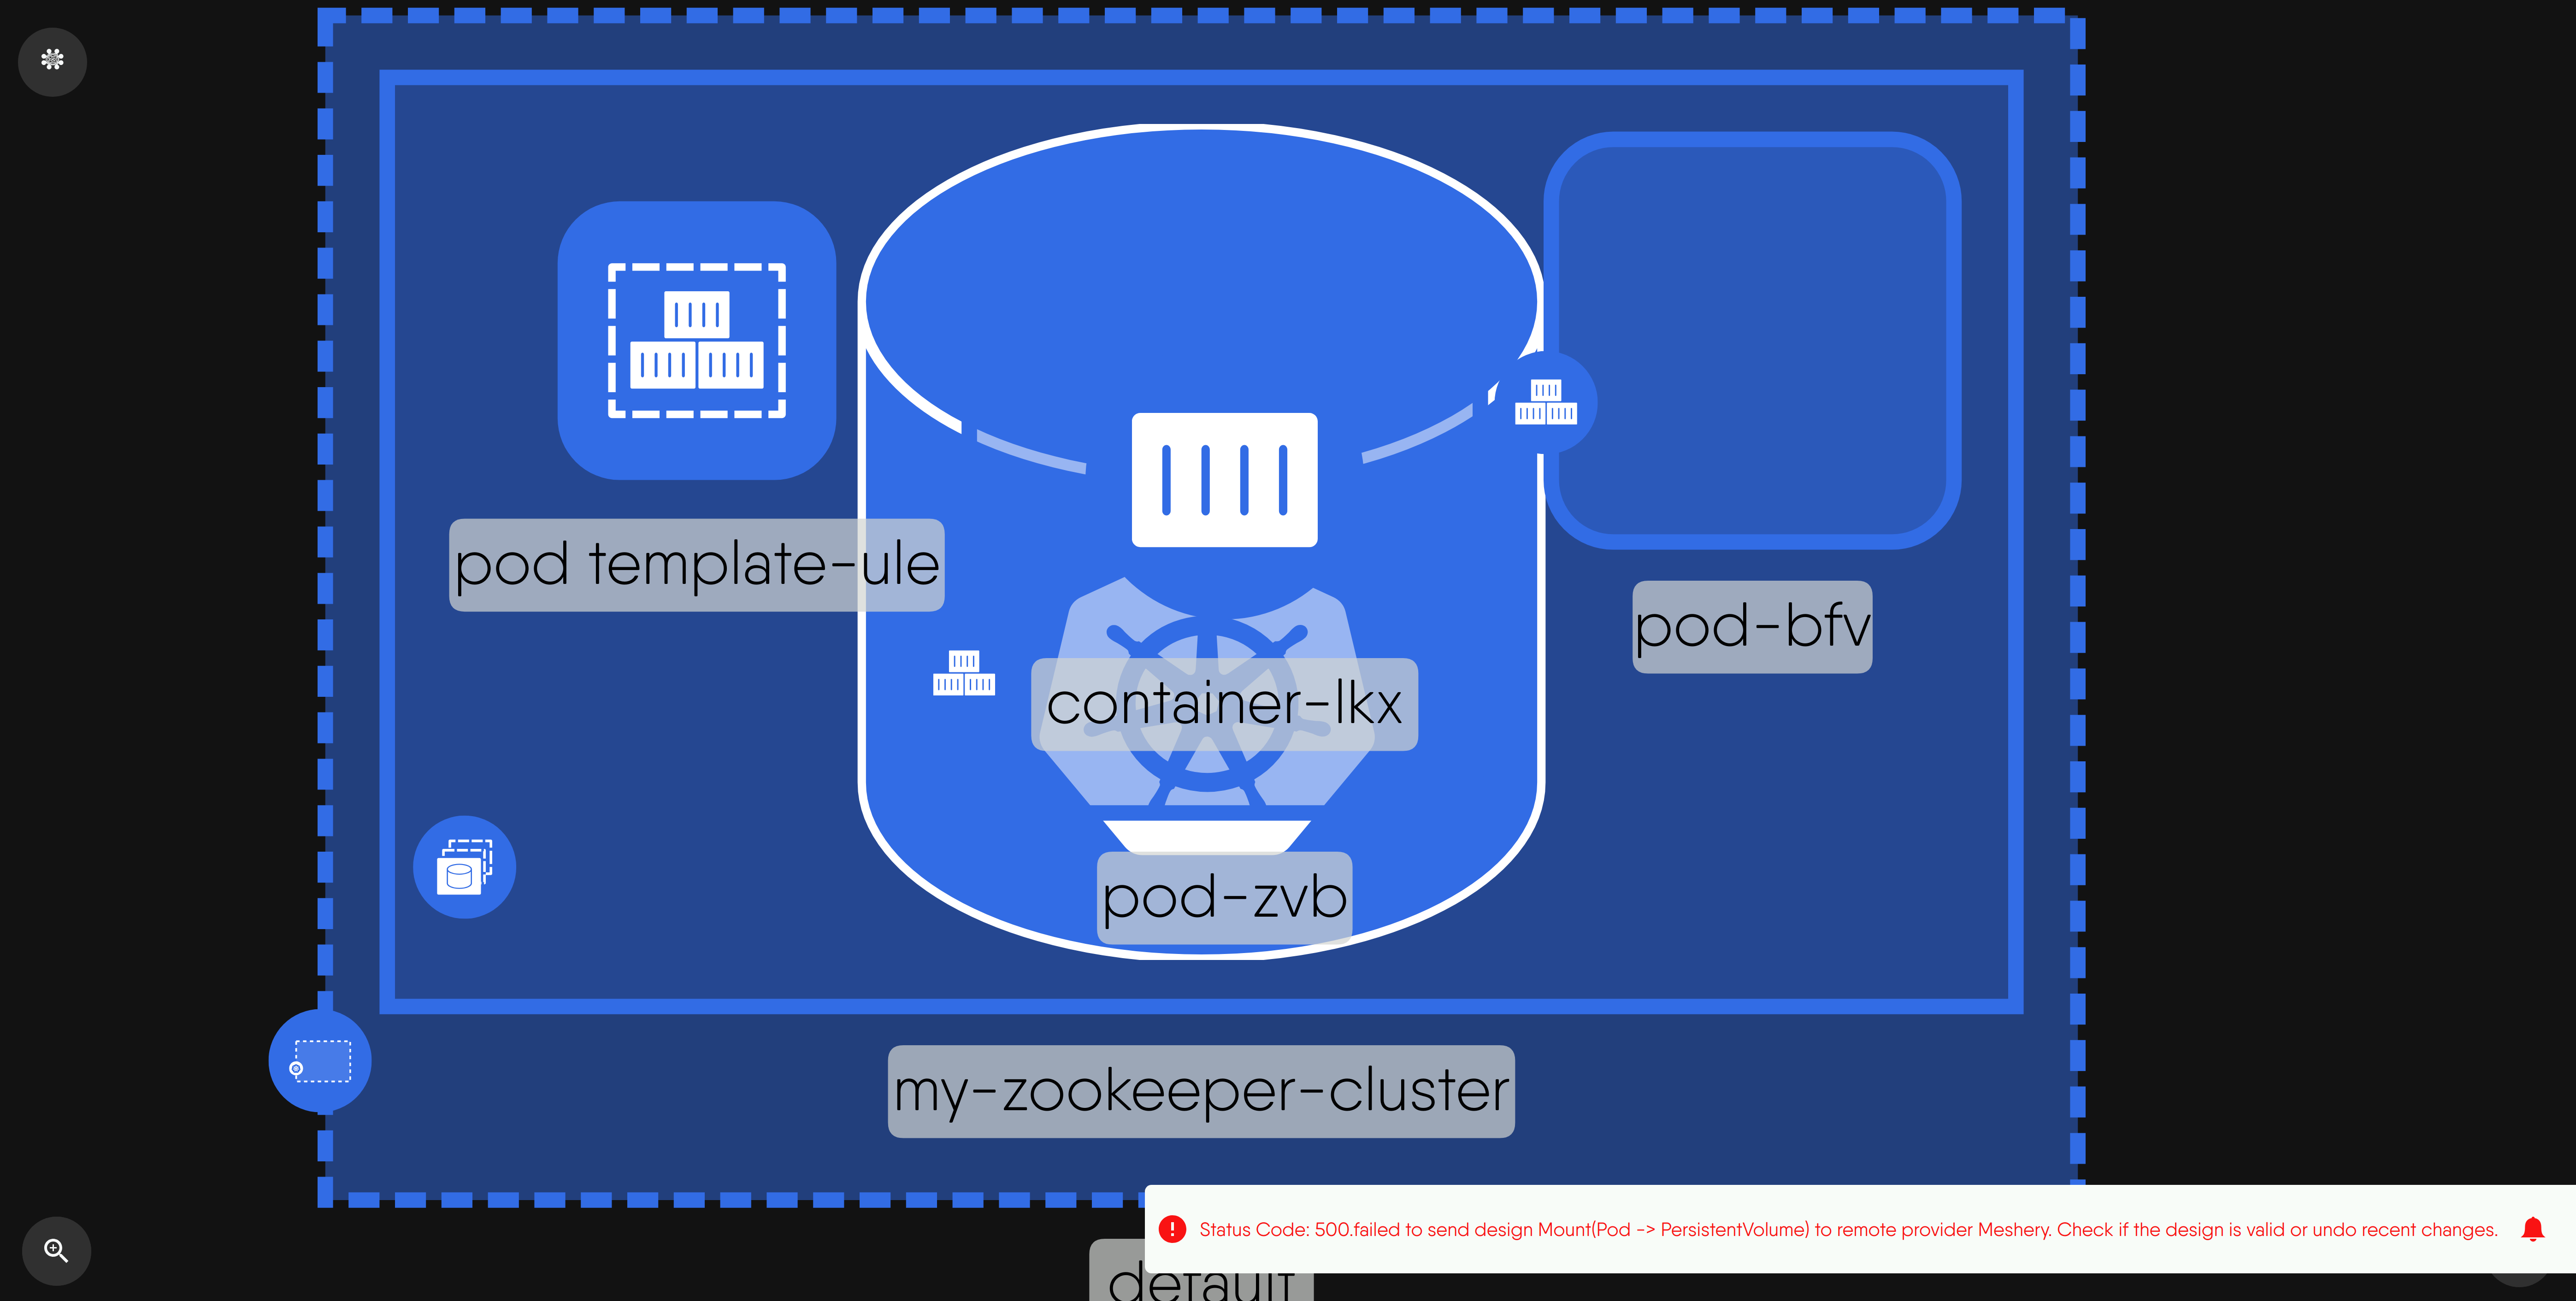 pod template-ule
pod-bfv
container-lkx
pod-zvb
my-zookeeper-cluster
Status Code: 500.failed to send design Mount(Pod -> PersistentVolume) to remote provider Meshery. Check if the design is valid or undo recent changes.
default